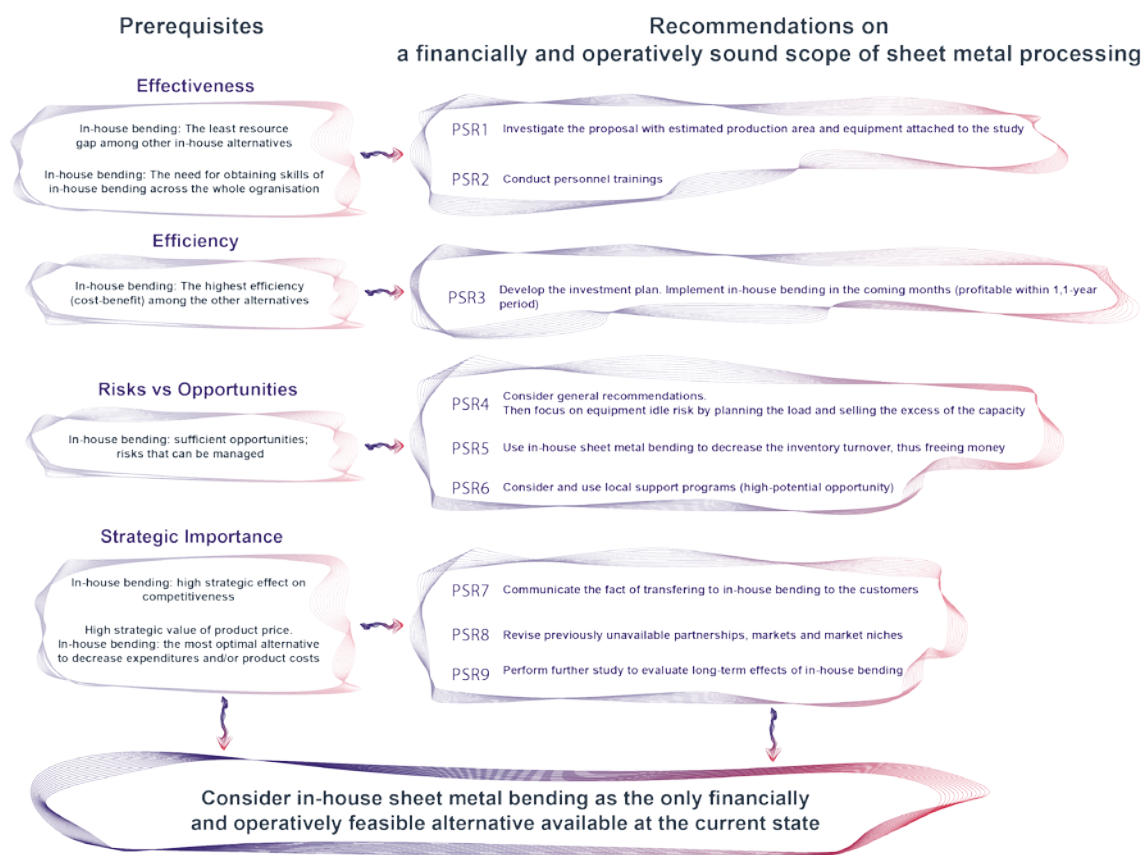 Prerequisites
Recommendations on
a financially and operatively sound scope of sheet metal processing
Effectiveness
In-house bending: The least resource
gap among other in-house alternatives
In-house bending: The need for obtaining skills of
in-house bending across the whole ogranisation
PSR1 Investigate the proposal with estimated production area and equipment attached to the study
PSR2 Conduct personnel trainings
Efficiency
In-house bending: The highest efficiency
(cost-benefit) among the other alternatives
PSR3 Develop the investment plan. Implement in-house bending in the coming months (profitable within 1,1-year
period)
Risks vs Opportunities
In-house bending: sufficient opportunities;
risks that can be managed
PSR4 Consider general recommendations.
Then focus on equipment idle risk by planning the load and selling the excess of the capacity
PSR5 Use in-house sheet metal bending to decrease the inventory turnover, thus freeing money
PSR6 Consider and use local support programs (high-potential opportunity)
Strategic Importance
In-house bending: high strategic effect on
competitiveness
High strategic value of product price.
In-house bending: the most optimal alternative
to decrease expenditures and/or product costs
PSR7 Communicate the fact of transfering to in-house bending to the customers
PSR8 Revise previously unavailable partnerships, markets and market niches
PSR9 Perform further study to evaluate long-term effects of in-house bending
Consider in-house sheet metal bending as the only financially
and operatively feasible alternative available at the current state